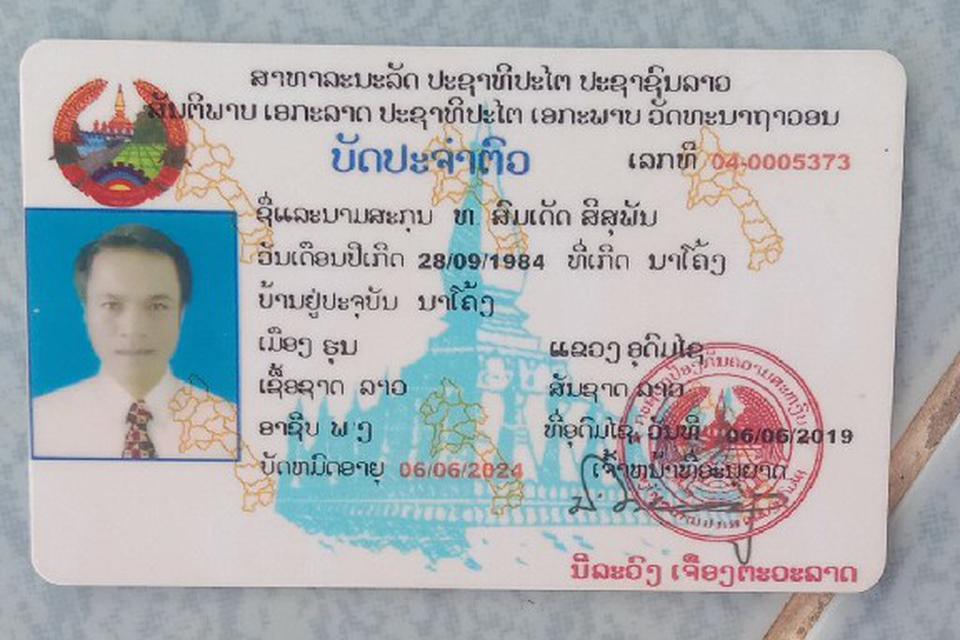 ສາທາລະນະລັດ ປະຊາທິປະໄຕ ປະຊາຊົນລາວ
ສັນຕິພາບ ເອກະລາດ ປະຊາທິປະໄຕ ເອກະພາບ ວັດທະນາຖາວອນ
ບັດປະຈຳຕົວ ເລກທີ 04-0005373
ຊື່ແລະນາມສະກຸນ ທ ສົມເດັດ ສີສຸພັນ
ວັນເດືອນປີເກີດ 28/09/1984 ທີ່ເກີດ ນາໂຄ້ງ
ບ້ານຢູ່ປະຈຸບັນ ນາໂຄ້ງ
ເມືອງ ຮຸນ ແຂວງ ອຸດົມໄຊ
ເຊື້ອຊາດ ລາວ ສັນຊາດ ລາວ
ອາຊີບ ພ ງ ທີ່ອຸດົມໄຊ ວັນທີ 06/06/2019
ບັດຫມົດອາຍຸ 06/06/2024 ເຈົ້າຫນ້າທີ່ອະນຸຍາດ
ນີລະວົງ ເຈືອງຕະວະລາດ